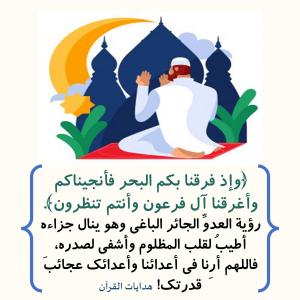 ﴿وإذ فرقنا بكم البحر فأنجيناكم
وأغرقنا آل فرعون وأنتم تنظرون﴾.
رؤية العدوِّ الجائر الباغي وهو ينال جزاءه
أطيبُ لقلب المظلوم وأشفى لصدره،
فاللهم أرنا في أعدائنا وأعدائك عجائبَ
قدرتك! هدايات القرآن